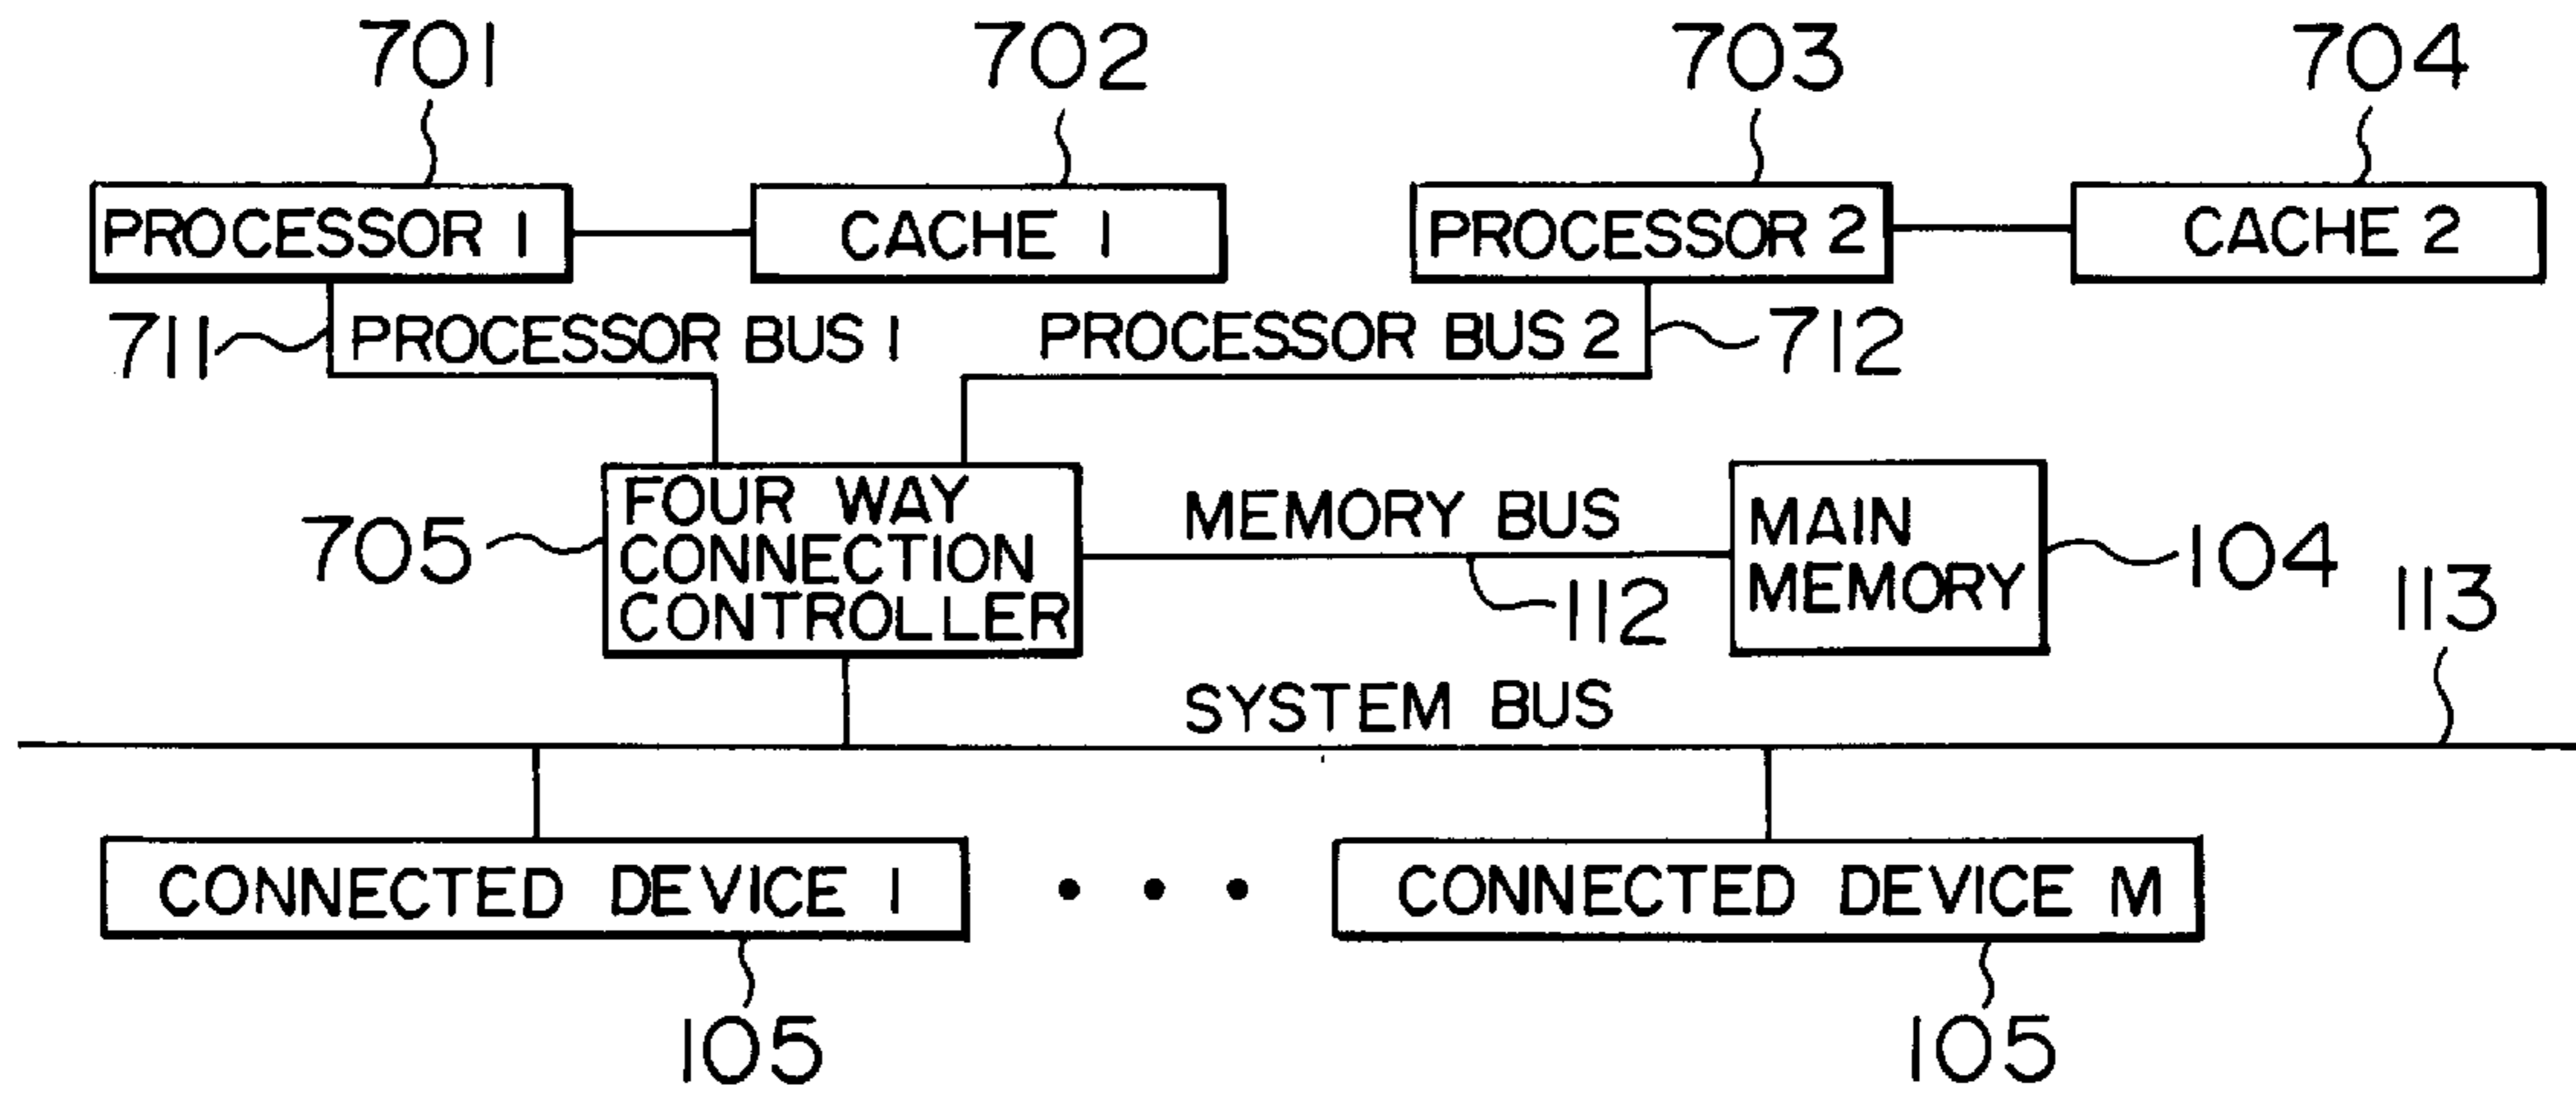 701 702 703 704
PROCESSOR 1 CACHE 1 PROCESSOR 2 CACHE 2
711 PROCESSOR BUS 1 PROCESSOR BUS 2 712
FOUR WAY
CONNECTION
CONTROLLER
705
MEMORY BUS
112
MAIN
MEMORY
104
113
SYSTEM BUS
CONNECTED DEVICE 1 • • • CONNECTED DEVICE M
105 105